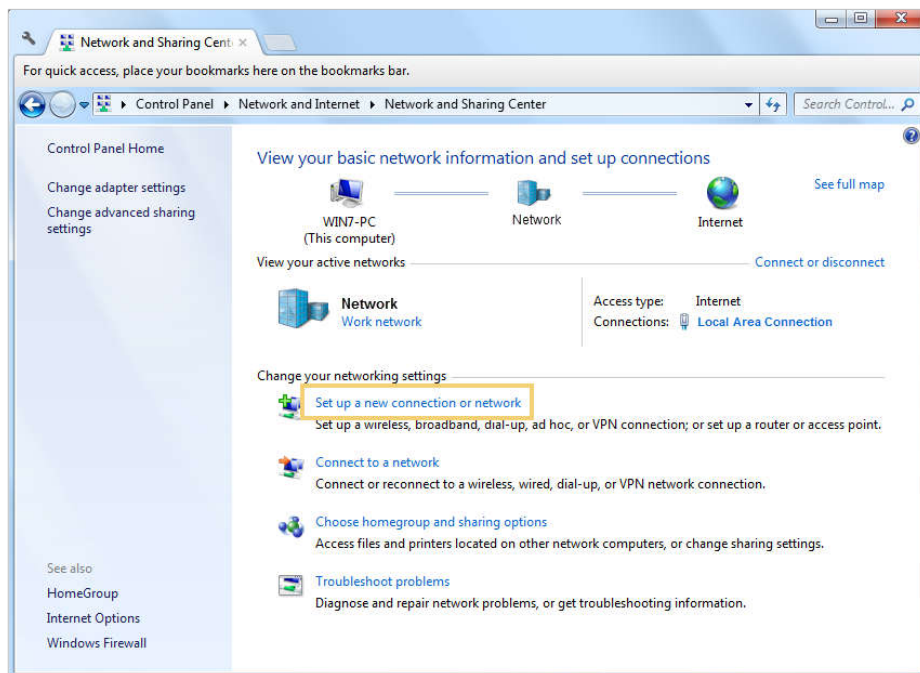 Network and Sharing Cent
For quick access, place your bookmarks here on the bookmarks bar.
Control Panel Network and Internet Network and Sharing Center
Search Control...
Control Panel Home
Change adapter settings
Change advanced sharing
settings
View your basic network information and set up connections
See full map
WIN7-PC
(This computer)
Network
Internet
View your active networks
Connect or disconnect
Network
Work network
Access type: Internet
Connections: Local Area Connection
Change your networking settings
Set up a new connection or network
Set up a wireless, broadband, dial-up, ad hoc, or VPN connection; or set up a router or access point.
Connect to a network
Connect or reconnect to a wireless, wired, dial-up, or VPN network connection.
Choose homegroup and sharing options
Access files and printers located on other network computers, or change sharing settings.
Troubleshoot problems
Diagnose and repair network problems, or get troubleshooting information.
See also
HomeGroup
Internet Options
Windows Firewall